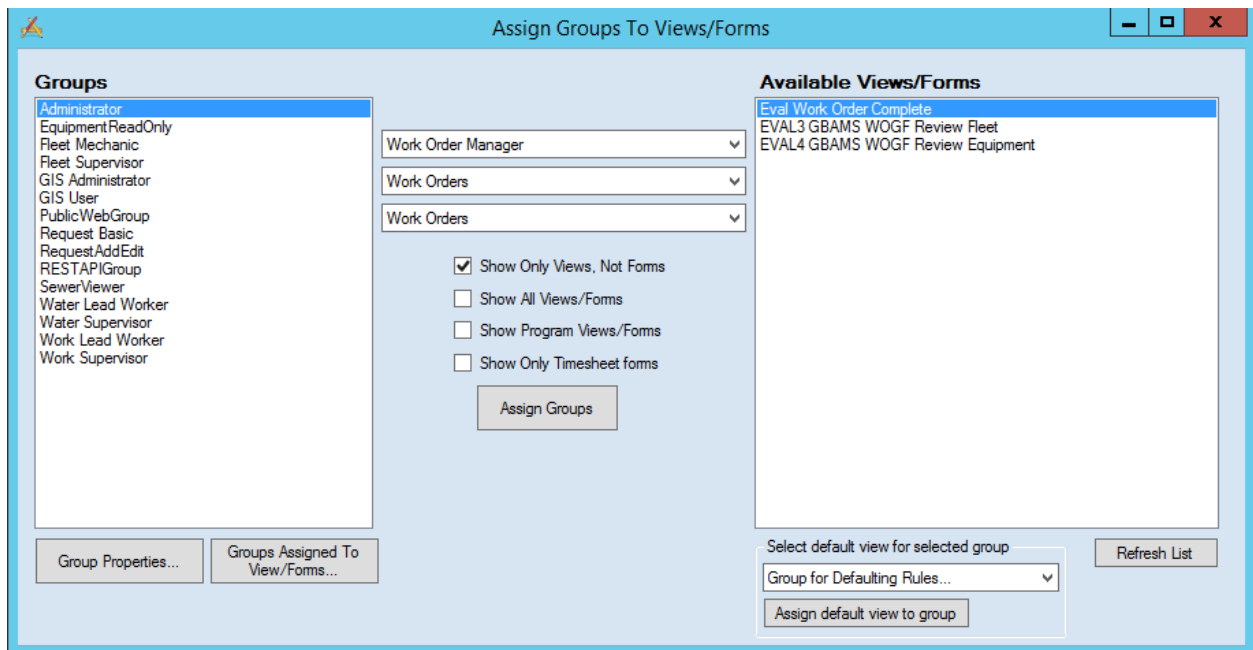 Assign Groups To Views/Forms
Groups
Administrator
EquipmentReadOnly
Fleet Mechanic
Fleet Supervisor
GIS Administrator
GIS User
PublicWebGroup
Request Basic
RequestAddEdit
RESTAPIGroup
SewerViewer
Water Lead Worker
Water Supervisor
Work Lead Worker
Work Supervisor
Group Properties...
Groups Assigned To
View/Forms...
Work Order Manager
Work Orders
Work Orders
Show Only Views, Not Forms
Show All Views/Forms
Show Program Views/Forms
Show Only Timesheet forms
Assign Groups
Available Views/Forms
Eval Work Order Complete
EVAL3 GBAMS WOGF Review Fleet
EVAL4 GBAMS WOGF Review Equipment
Select default view for selected group
Group for Defaulting Rules...
Assign default view to group
Refresh List